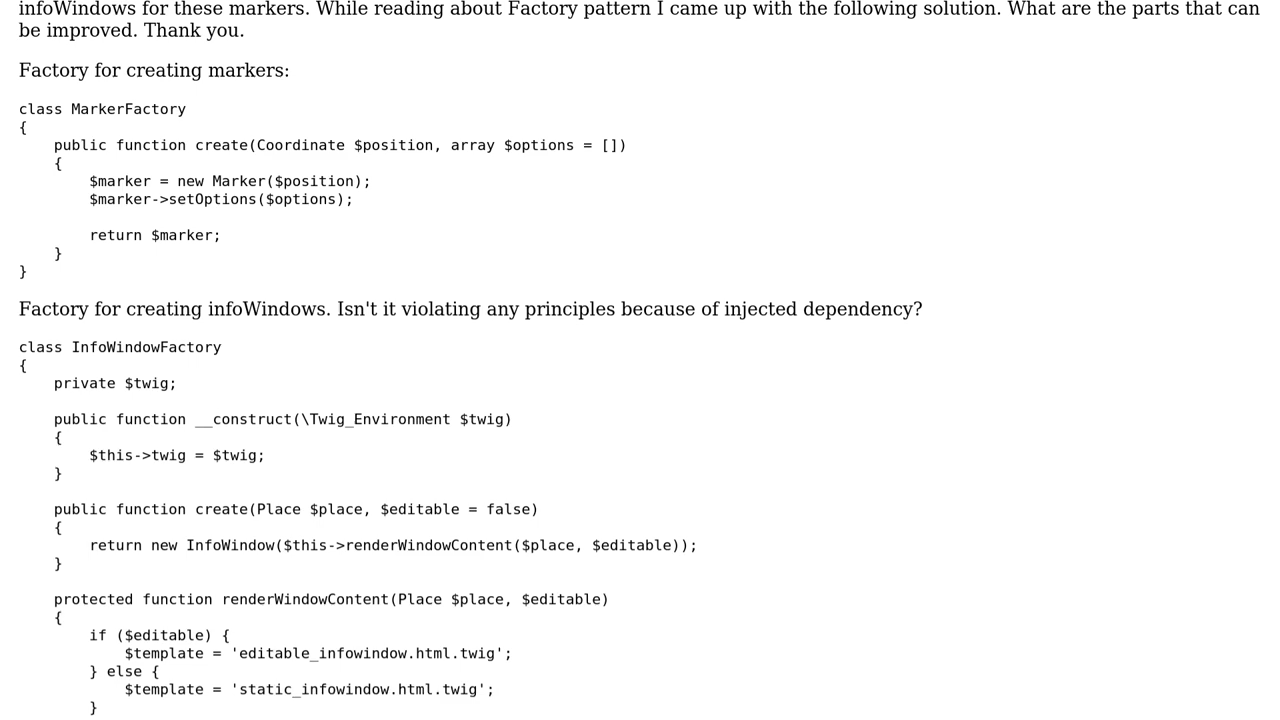 infoWindows for these markers. While reading about Factory pattern I came up with the following solution. What are the parts that can
be improved. Thank you.
Factory for creating markers:
class MarkerFactory
{
    public function create(Coordinate $position, array $options = [])
    {
        $marker = new Marker($position);
        $marker->setOptions($options);

        return $marker;
    }
}
Factory for creating infoWindows. Isn't it violating any principles because of injected dependency?
class InfoWindowFactory
{
    private $twig;

    public function __construct(\Twig_Environment $twig)
    {
        $this->twig = $twig;
    }

    public function create(Place $place, $editable = false)
    {
        return new InfoWindow($this->renderWindowContent($place, $editable));
    }

    protected function renderWindowContent(Place $place, $editable)
    {
        if ($editable) {
            $template = 'editable_infowindow.html.twig';
        } else {
            $template = 'static_infowindow.html.twig';
        }